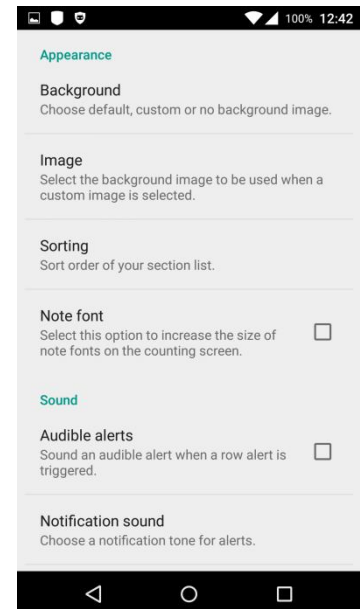 100% 12:42
Appearance
Background
Choose default, custom or no background image.
Image
Select the background image to be used when a
custom image is selected.
Sorting
Sort order of your section list.
Note font
Select this option to increase the size of
note fonts on the counting screen.
Sound
Audible alerts
Sound an audible alert when a row alert is
triggered.
Notification sound
Choose a notification tone for alerts.